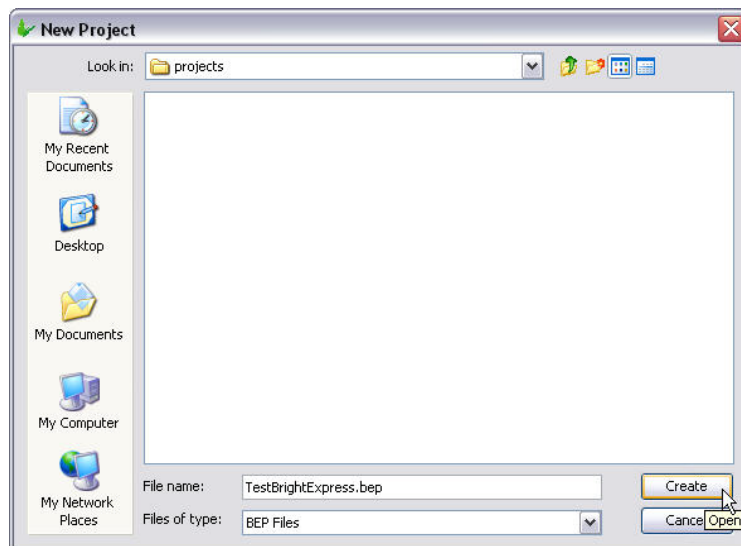 New Project
Look in: projects
My Recent
Documents
Desktop
My Documents
My Computer
My Network
Places
File name: TestBrightExpress.bep Create
Files of type: BEP Files Cance Open